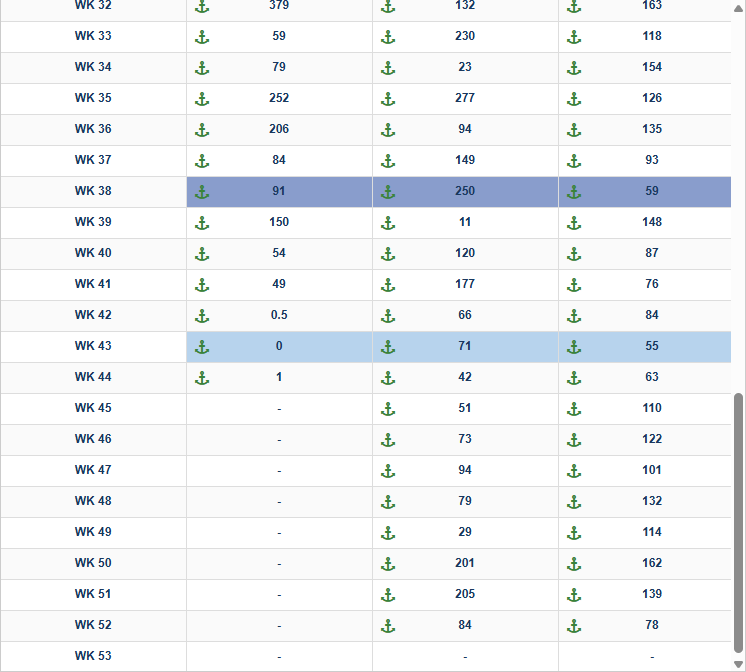 WK 32 379 132 163
WK 33 59 230 118
WK 34 79 23 154
WK 35 252 277 126
WK 36 206 94 135
WK 37 84 149 93
WK 38 91 250 59
WK 39 150 11 148
WK 40 54 120 87
WK 41 49 177 76
WK 42 0.5 66 84
WK 43 0 71 55
WK 44 1 42 63
WK 45 - 51 110
WK 46 - 73 122
WK 47 - 94 101
WK 48 - 79 132
WK 49 - 29 114
WK 50 - 201 162
WK 51 - 205 139
WK 52 - 84 78
WK 53 - - -